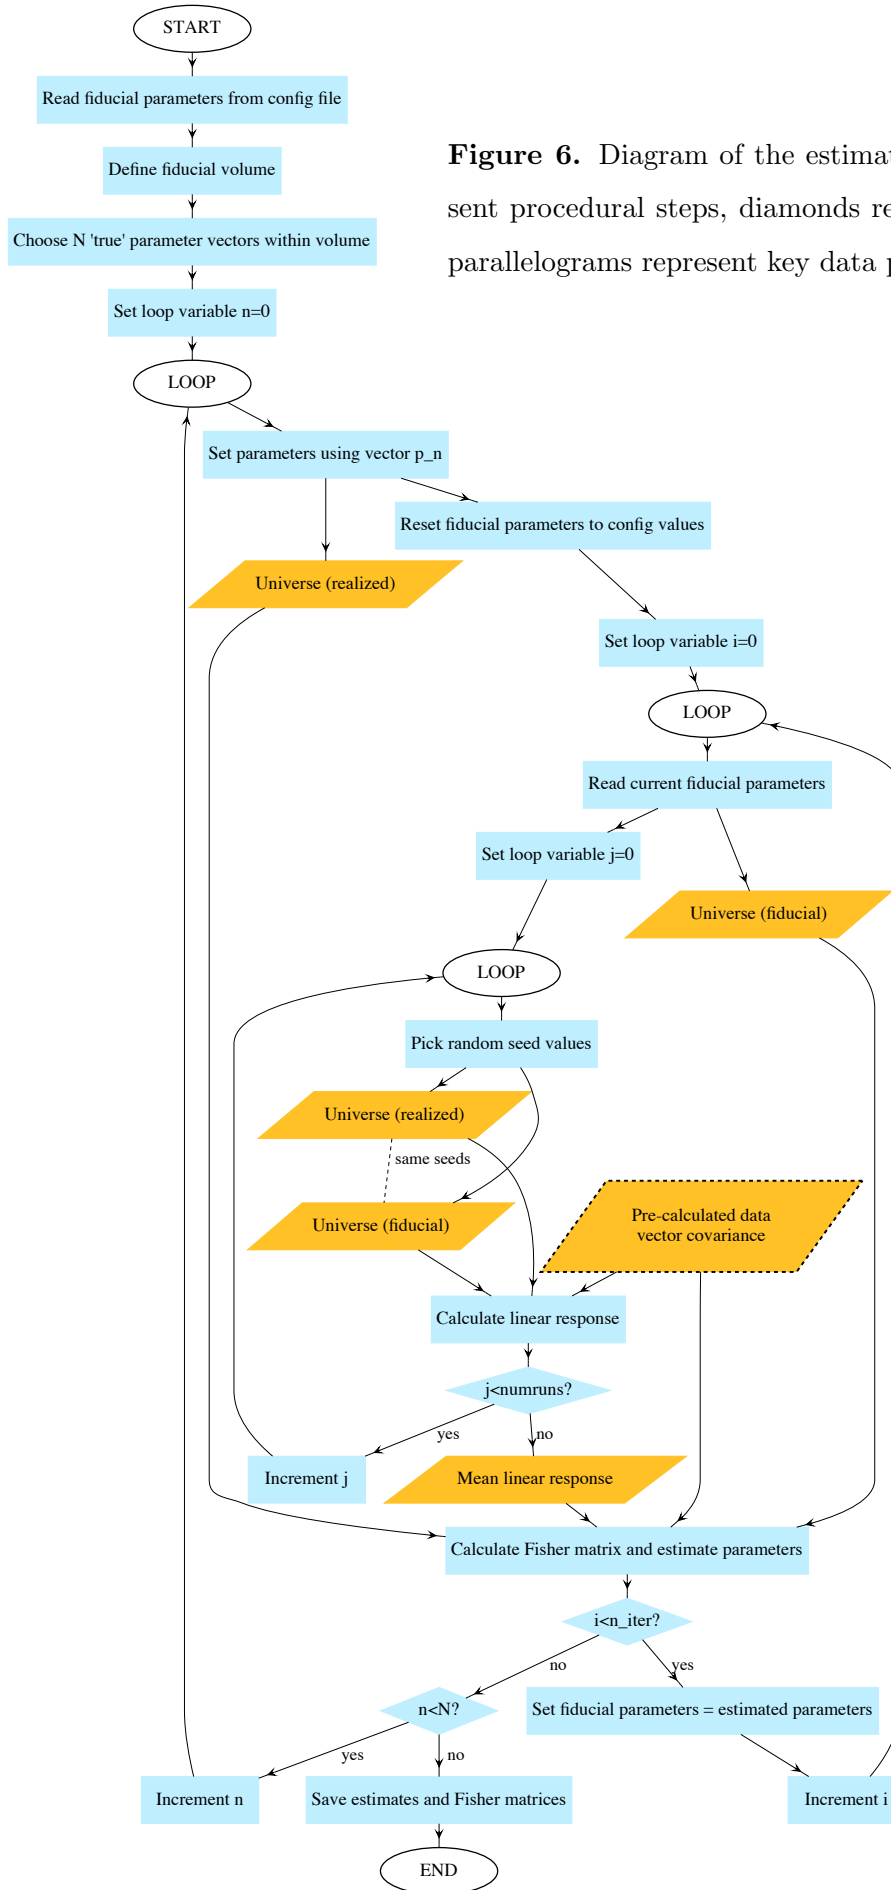 START
Read fiducial parameters from config file
Define fiducial volume
Figure 6. Diagram of the estimat
sent procedural steps, diamonds re
parallelograms represent key data p
Choose N 'true' parameter vectors within volume
Set loop variable n=0
LOOP
Set parameters using vector p_n
Reset fiducial parameters to config values
Universe (realized)
Set loop variable i=0
LOOP
Read current fiducial parameters
Set loop variable j=0
Universe (fiducial)
LOOP
Pick random seed values
Universe (realized)
same seeds
Universe (fiducial)
Pre-calculated data
vector covariance
Calculate linear response
j<numruns?
yes
no
Increment j
Mean linear response
Calculate Fisher matrix and estimate parameters
i<n_iter?
no
yes
n<N?
Set fiducial parameters = estimated parameters
yes
no
Increment n
Save estimates and Fisher matrices
Increment i
END